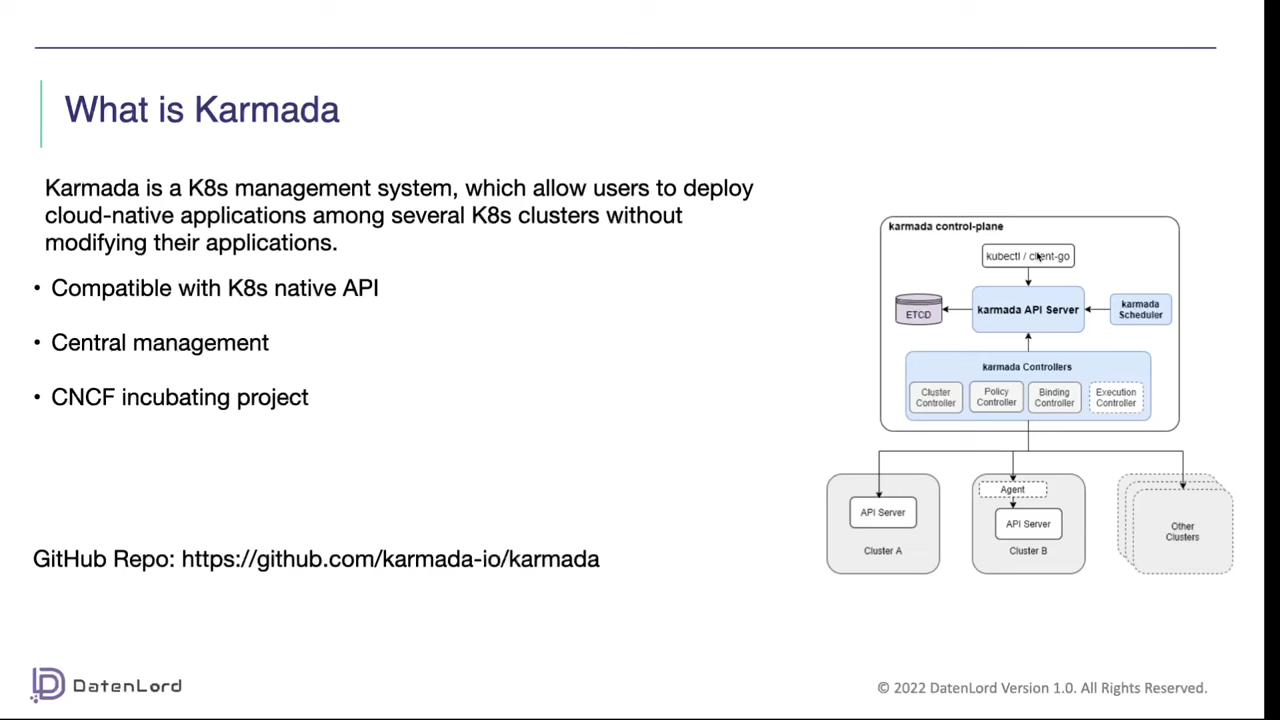 What is Karmada
Karmada is a K8s management system, which allow users to deploy
cloud-native applications among several K8s clusters without
modifying their applications.
• Compatible with K8s native API
• Central management
• CNCF incubating project
GitHub Repo: https://github.com/karmada-io/karmada
karmada control-plane
kubectl / client-go
ETCD
karmada API Server
karmada
Scheduler
karmada Controllers
Cluster
Controller
Policy
Controller
Binding
Controller
Execution
Controller
API Server
Cluster A
Agent
API Server
Cluster B
Other
Clusters
DatenLord
© 2022 DatenLord Version 1.0. All Rights Reserved.